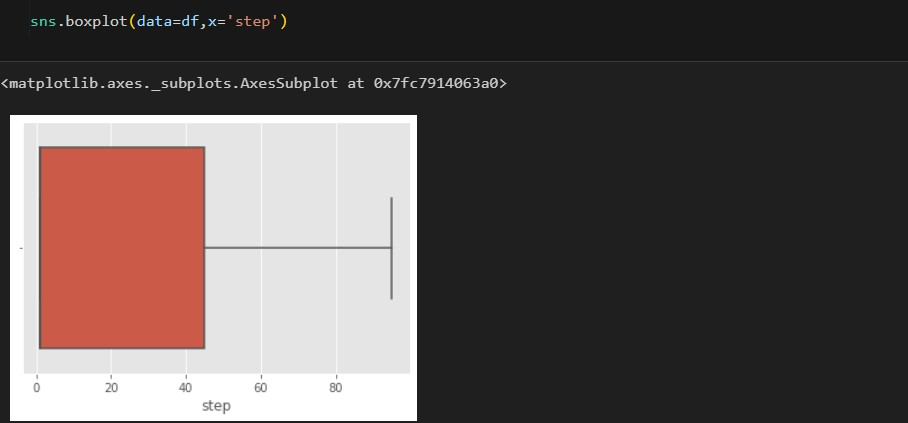 sns.boxplot(data=df,x='step')
<matplotlib.axes._subplots.AxesSubplot at 0x7fc7914063a0>
0 20 40 60 80
step